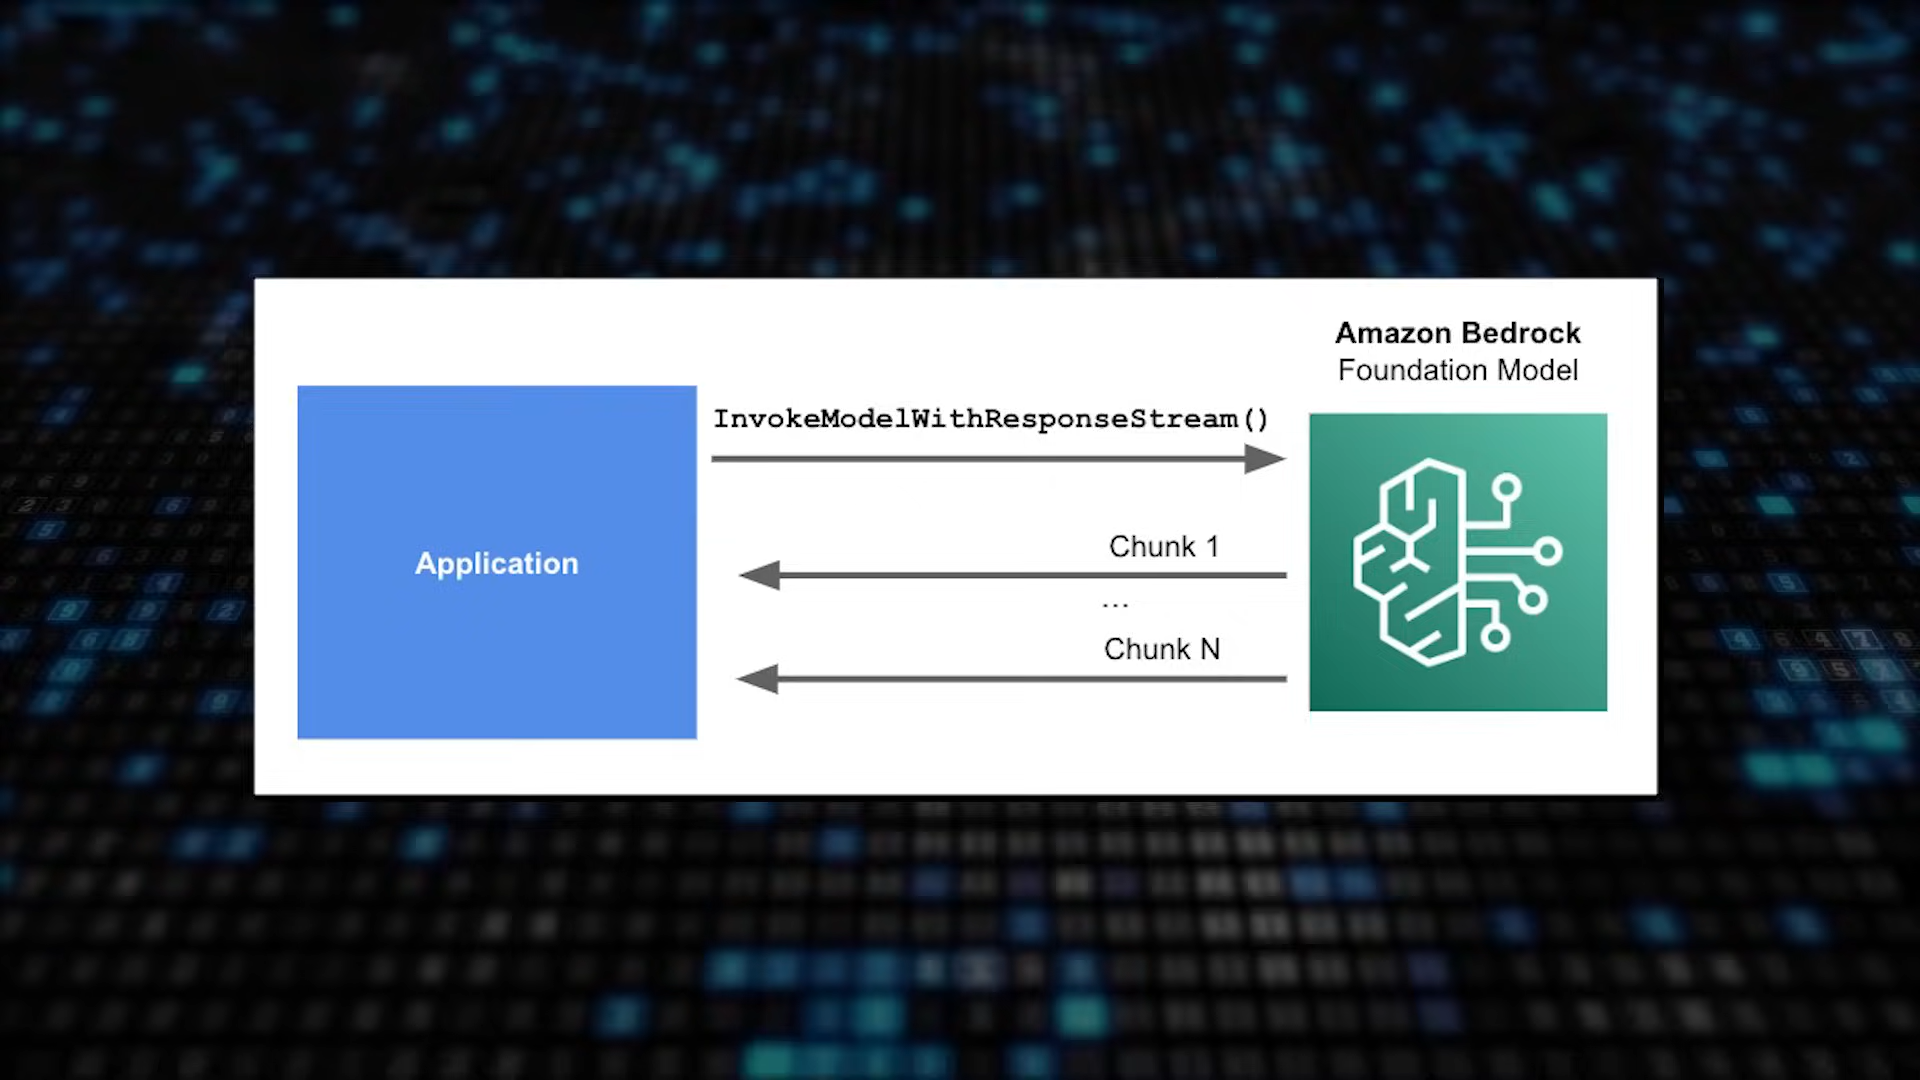 Amazon Bedrock
Foundation Model
InvokeModelWithResponseStream()
Application
Chunk 1
...
Chunk N